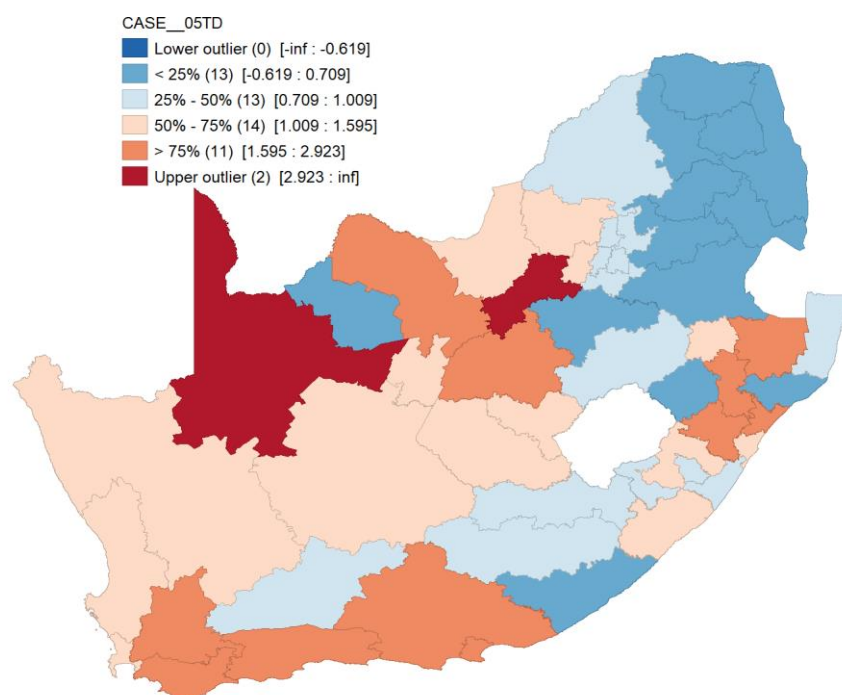 CASE__05TD
Lower outlier (0) [-inf : -0.619]
< 25% (13) [-0.619 : 0.709]
25% - 50% (13) [0.709 : 1.009]
50% - 75% (14) [1.009 : 1.595]
> 75% (11) [1.595 : 2.923]
Upper outlier (2) [2.923 : inf]